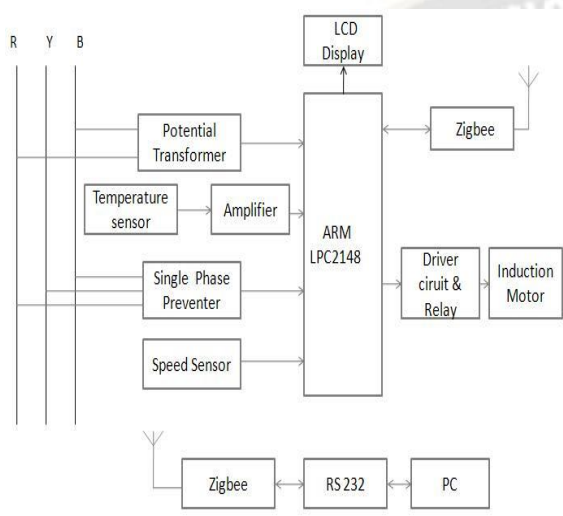 LCD
Display
R Y B
Potential
Transformer
Zigbee
Temperature
sensor
Amplifier
ARM
LPC2148
Single Phase
Preventer
Driver
ciruit &
Relay
Induction
Motor
Speed Sensor
Zigbee
RS 232
PC